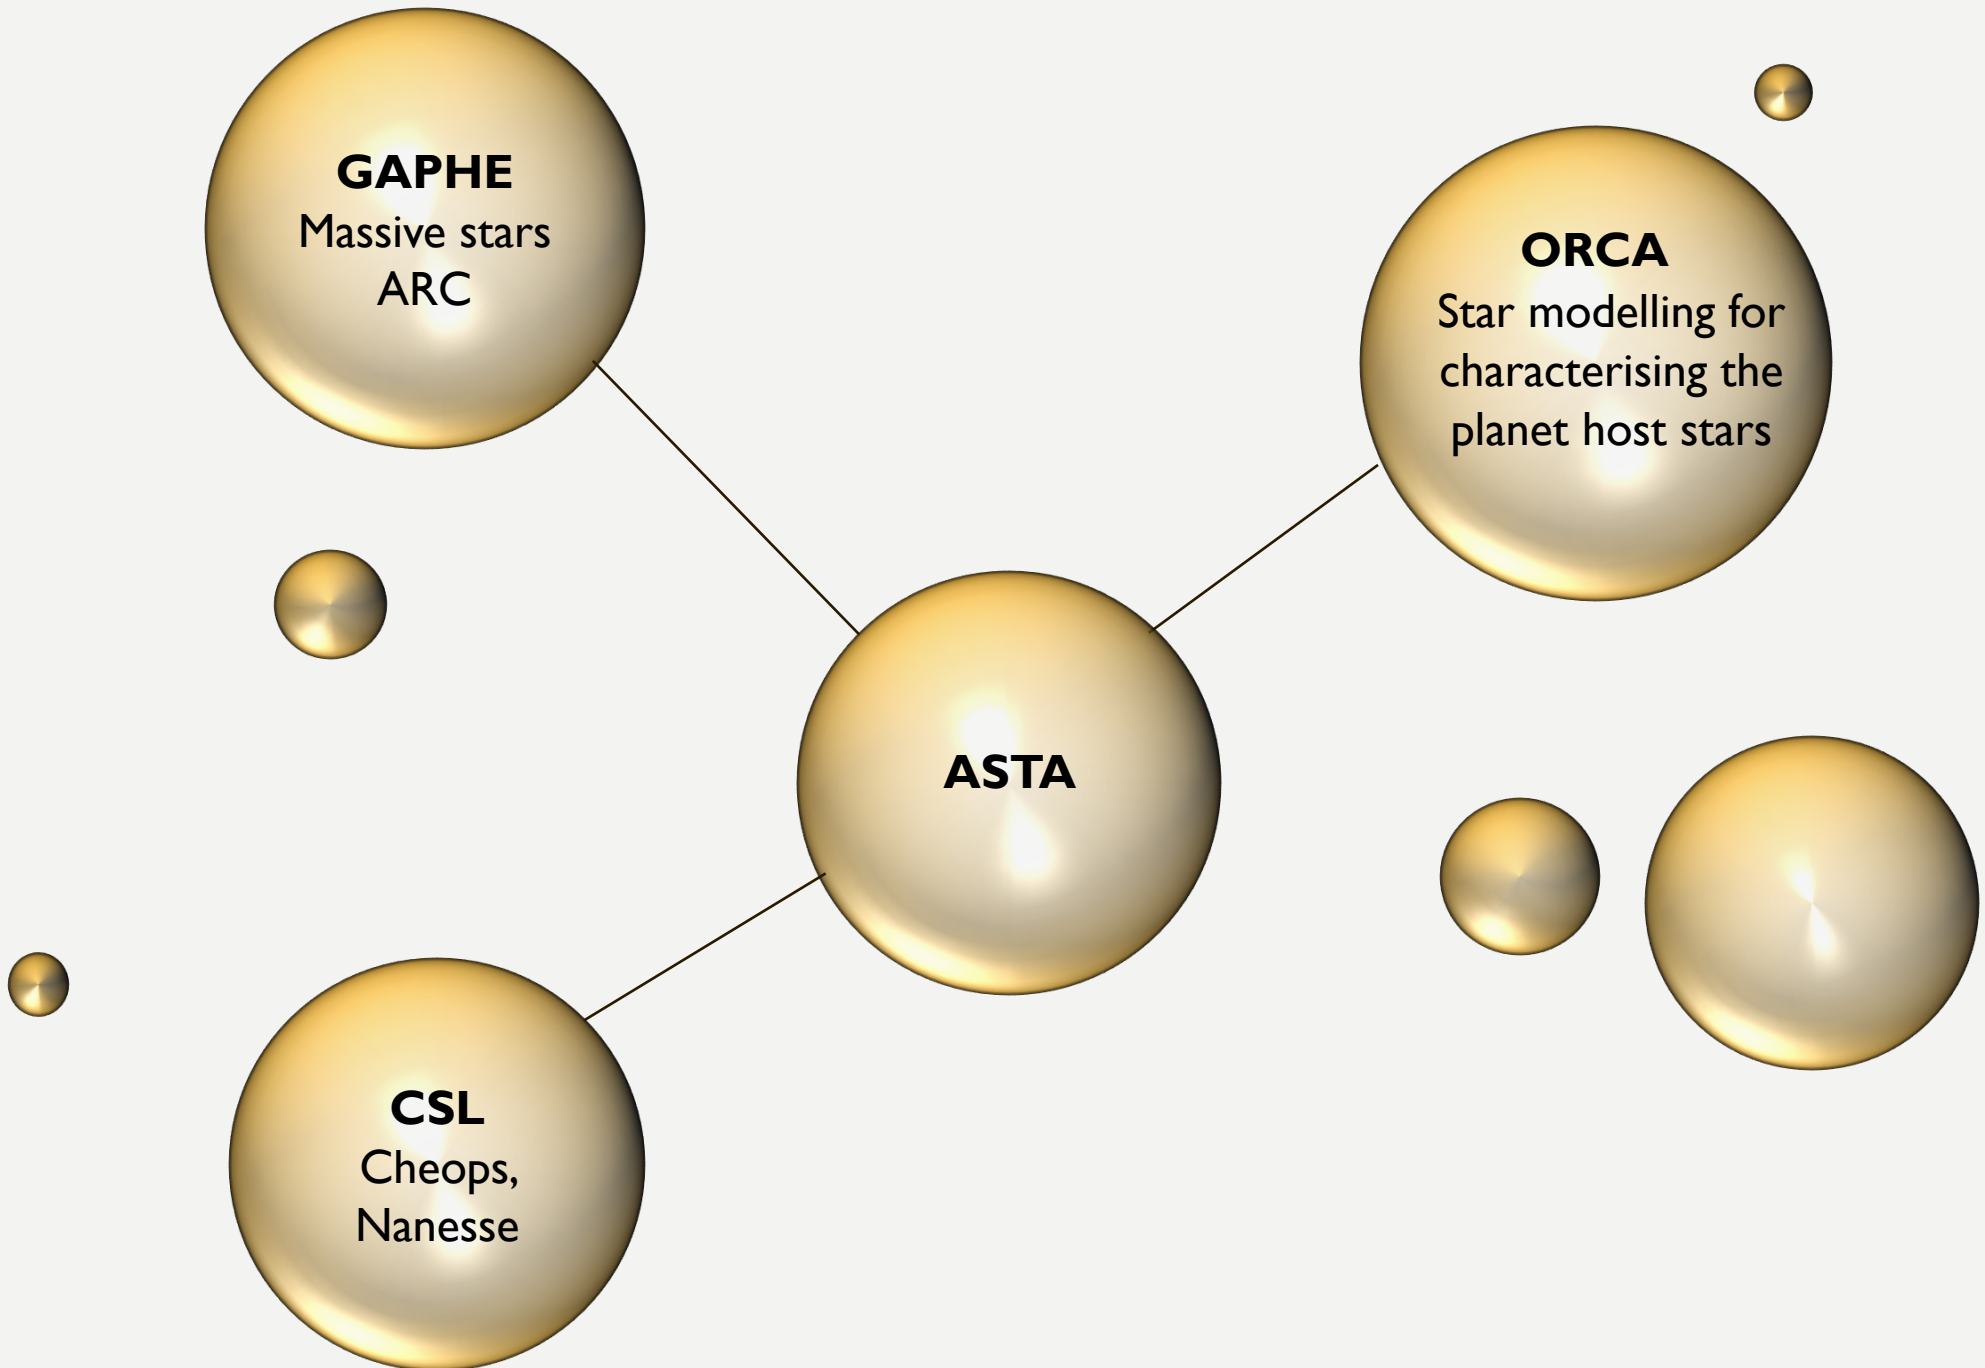 GAPHE
Massive stars
ARC
ORCA
Star modelling for
characterising the
planet host stars
ASTA
CSL
Cheops,
Nanesse